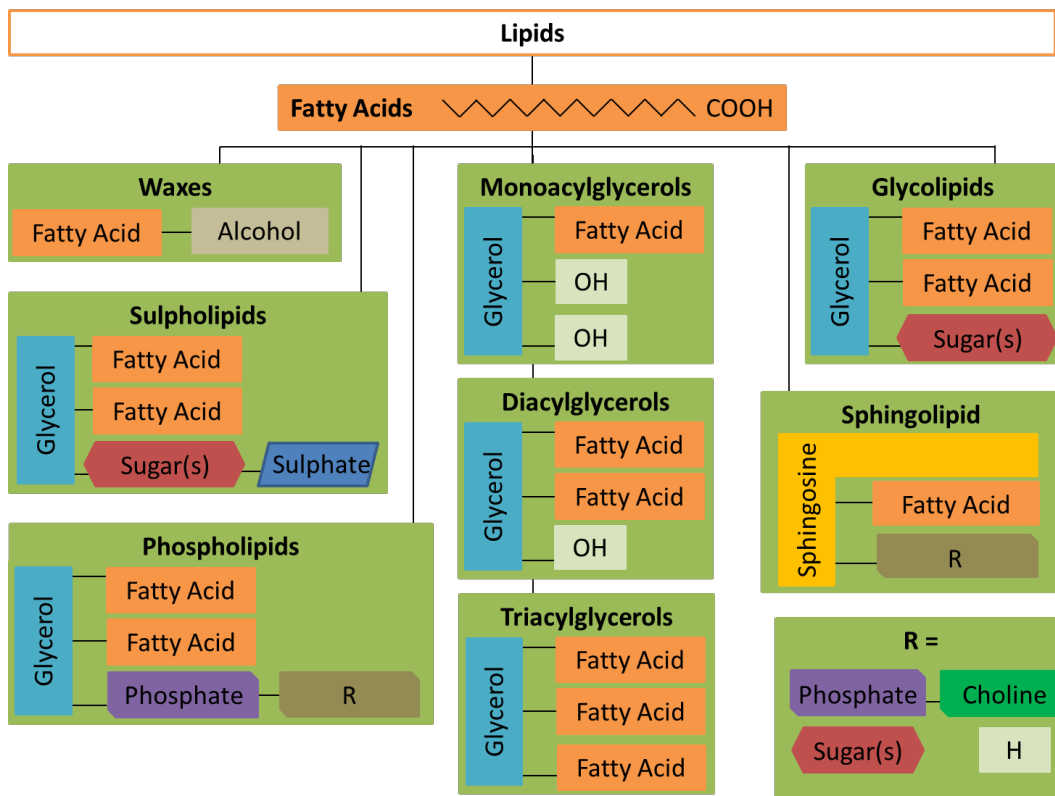 Lipids
Fatty Acids COOH
Waxes
Fatty Acid Alcohol
Sulpholipids
Glycerol
Fatty Acid
Fatty Acid
Sugar(s) Sulphate
Phospholipids
Glycerol
Fatty Acid
Fatty Acid
Phosphate R
Monoacylglycerols
Glycerol
Fatty Acid
OH
OH
Diacylglycerols
Glycerol
Fatty Acid
Fatty Acid
OH
Triacylglycerols
Glycerol
Fatty Acid
Fatty Acid
Fatty Acid
Glycolipids
Glycerol
Fatty Acid
Fatty Acid
Sugar(s)
Sphingolipid
Sphingosine
Fatty Acid
R
R =
Phosphate Choline
Sugar(s) H